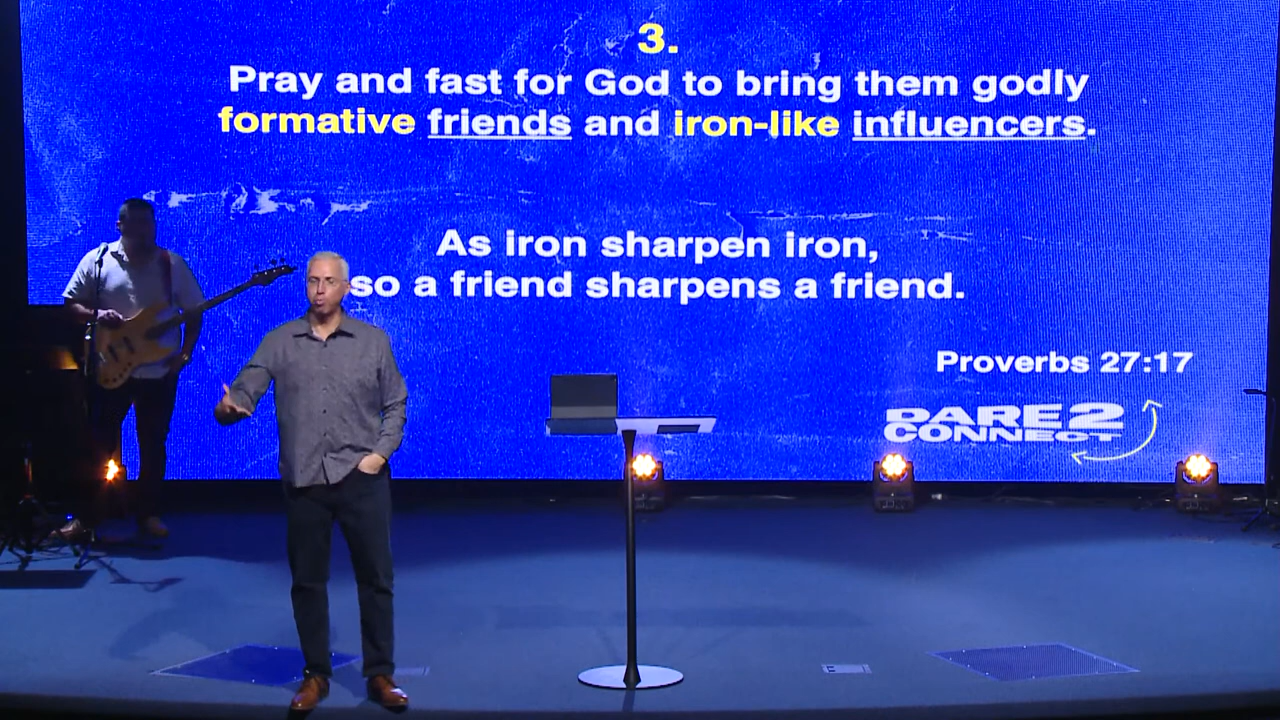 3.
Pray and fast for God to bring them godly
formative friends and iron-like influencers.
As iron sharpen iron,
so a friend sharpens a friend.
Proverbs 27:17
DARE 2
CONNECT